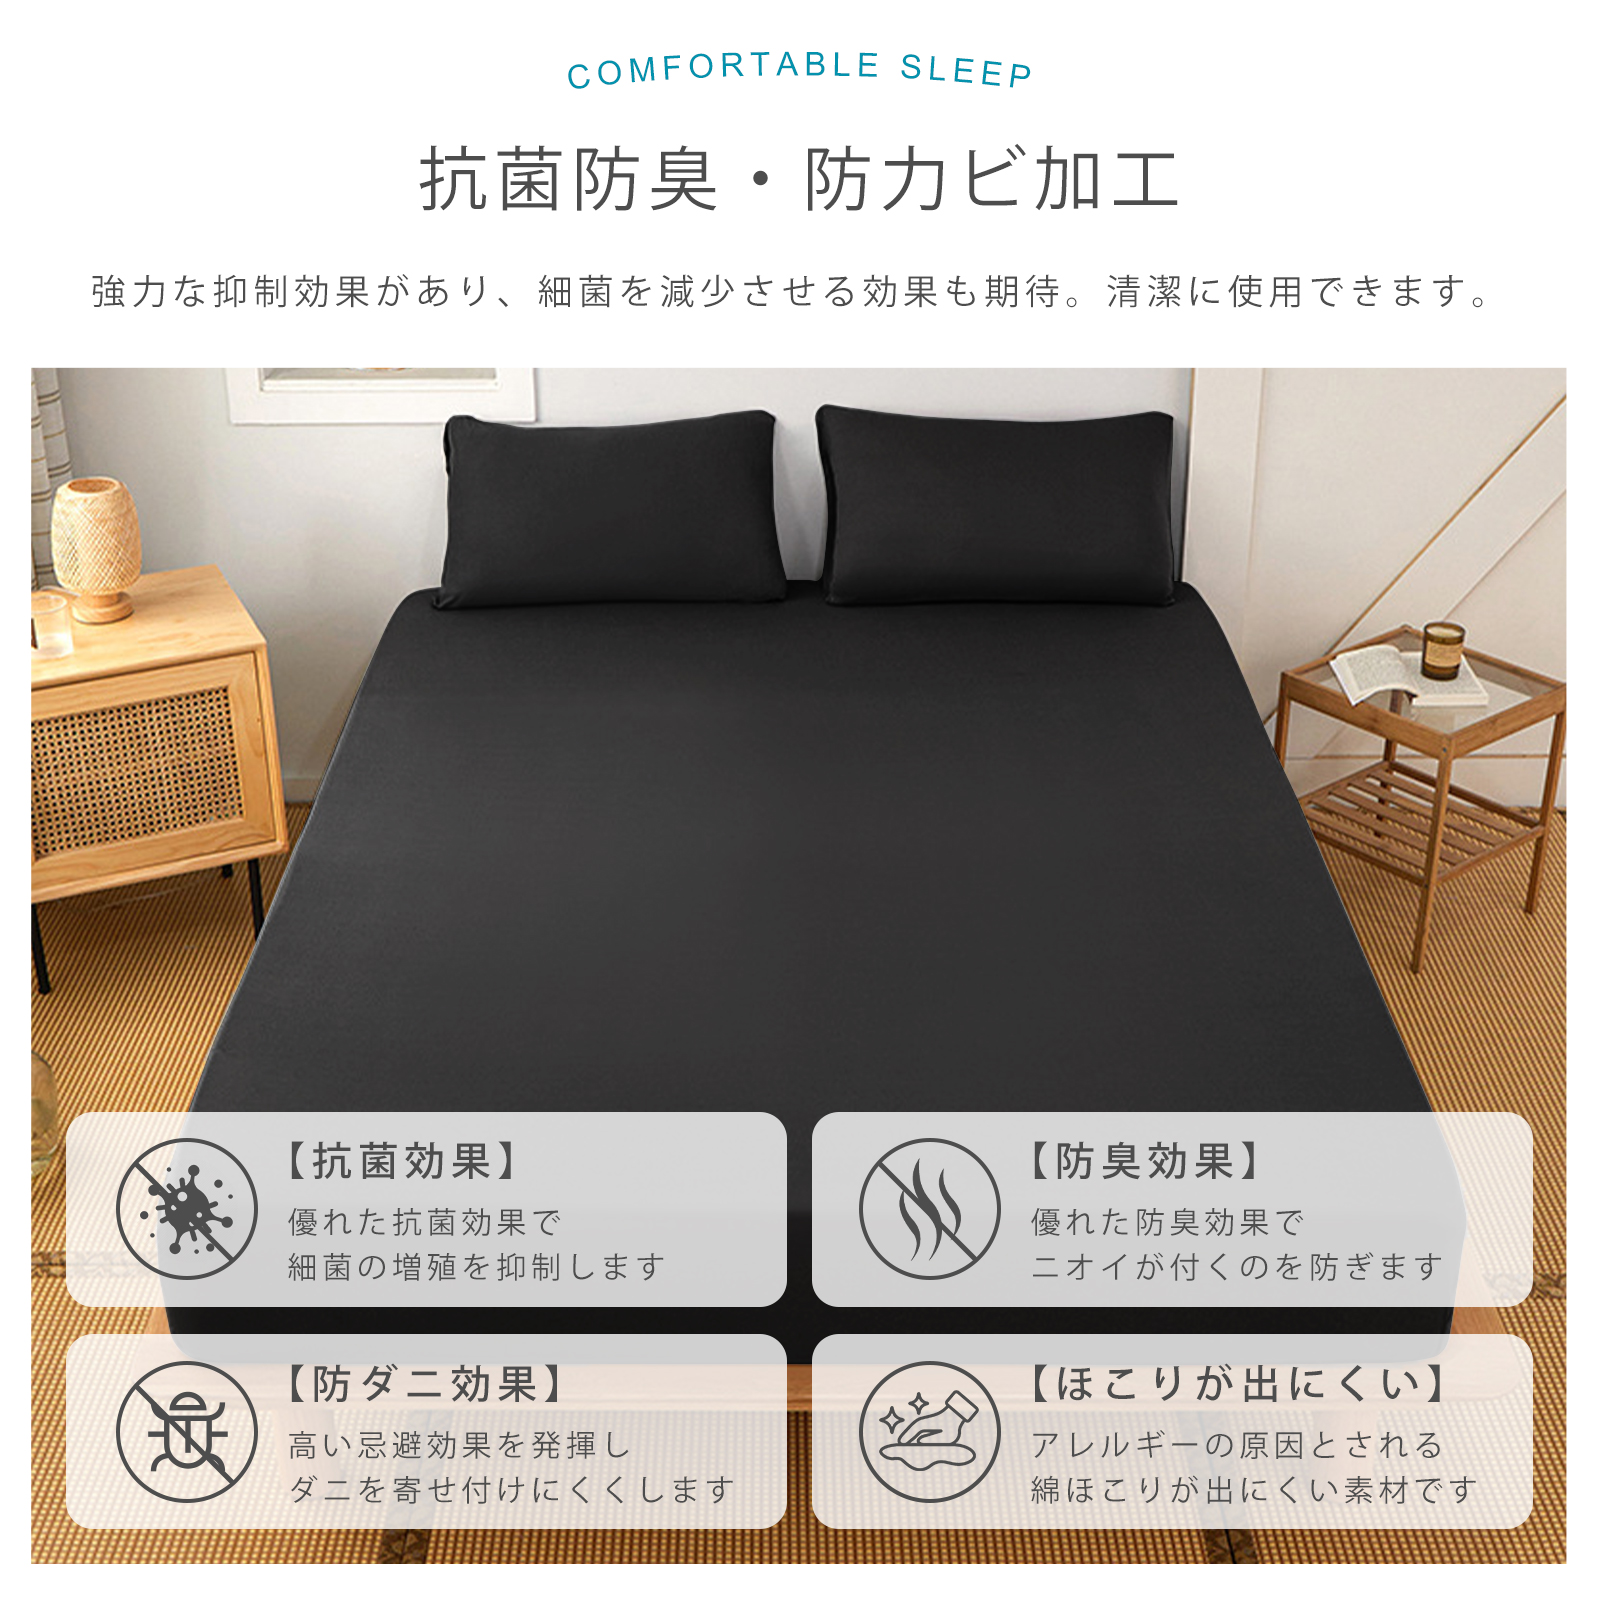 COMFORTABLE SLEEP
抗菌防臭・防カビ加工
強力な抑制効果があり、細菌を減少させる効果も期待。清潔に使用できます。
【抗菌効果】
優れた抗菌効果で
細菌の増殖を抑制します
【防臭効果】
優れた防臭効果で
ニオイが付くのを防ぎます
【防ダニ効果】
高い忌避効果を発揮し
ダニを寄せ付けにくくします
【ほこりが出にくい】
アレルギーの原因とされる
綿ほこりが出にくい素材です